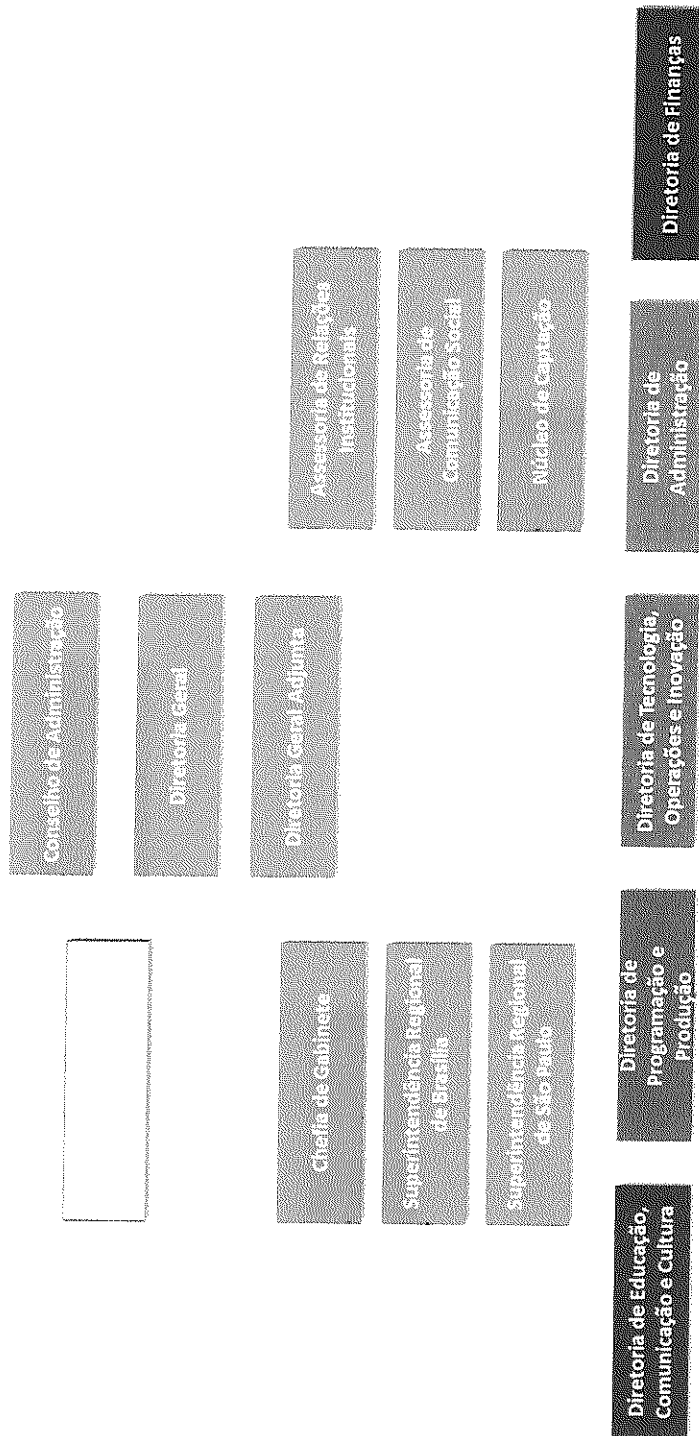 Conselho de Administração
Diretoria Geral
Diretoria Geral Adjunta
Chefia de Gabinete
Superintendência Regional
de Brasília
Superintendência Regional
de São Paulo
Assessoria de Relações
Institucionais
Assessoria de
Comunicação Social
Núcleo de Captação
Diretoria de Educação,
Comunicação e Cultura
Diretoria de
Programação e
Produção
Diretoria de Tecnologia,
Operações e Inovação
Diretoria de
Administração
Diretoria de Finanças